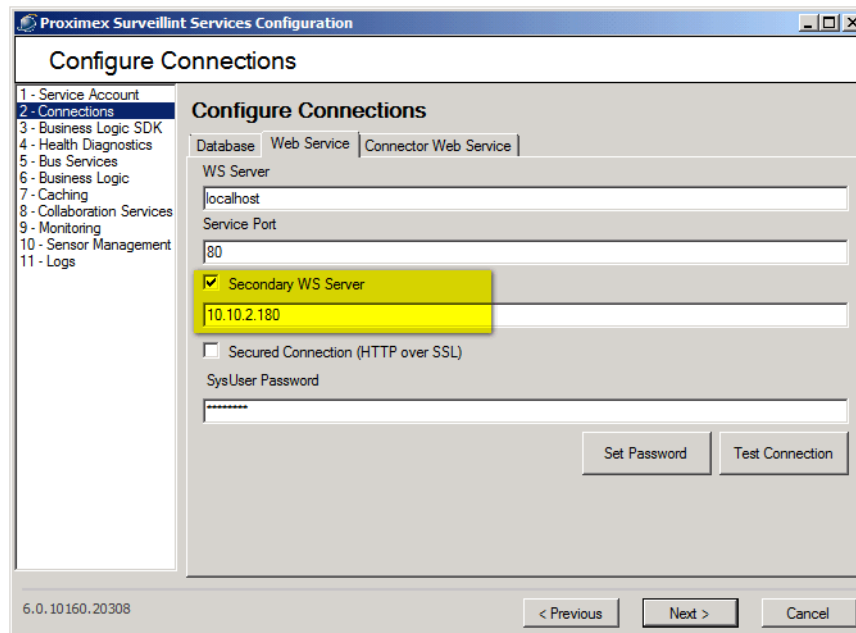 Proximex Surveillint Services Configuration
Configure Connections
1 - Service Account
2 - Connections
3 - Business Logic SDK
4 - Health Diagnostics
5 - Bus Services
6 - Business Logic
7 - Caching
8 - Collaboration Services
9 - Monitoring
10 - Sensor Management
11 - Logs
Configure Connections
Database Web Service Connector Web Service
WS Server
localhost
Service Port
80
Secondary WS Server
10.10.2.180
Secured Connection (HTTP over SSL)
SysUser Password
********
Set Password Test Connection
6.0.10160.20308
< Previous Next > Cancel